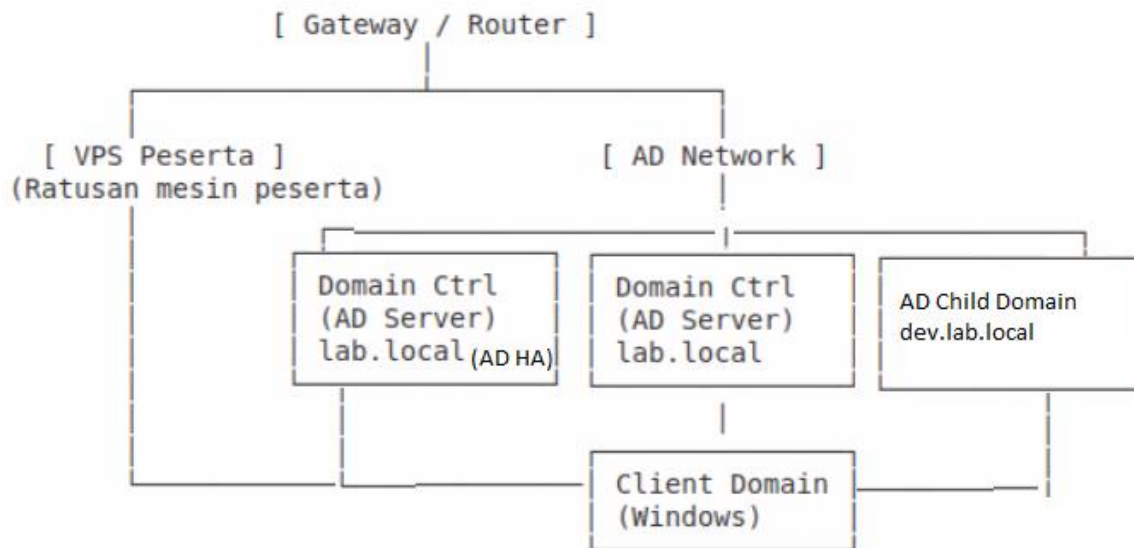 [ Gateway / Router ]
[ VPS Peserta ]
(Ratusan mesin peserta)
[ AD Network ]
Domain Ctrl
(AD Server)
lab.local (AD HA)
Domain Ctrl
(AD Server)
lab.local
AD Child Domain
dev.lab.local
Client Domain
(Windows)